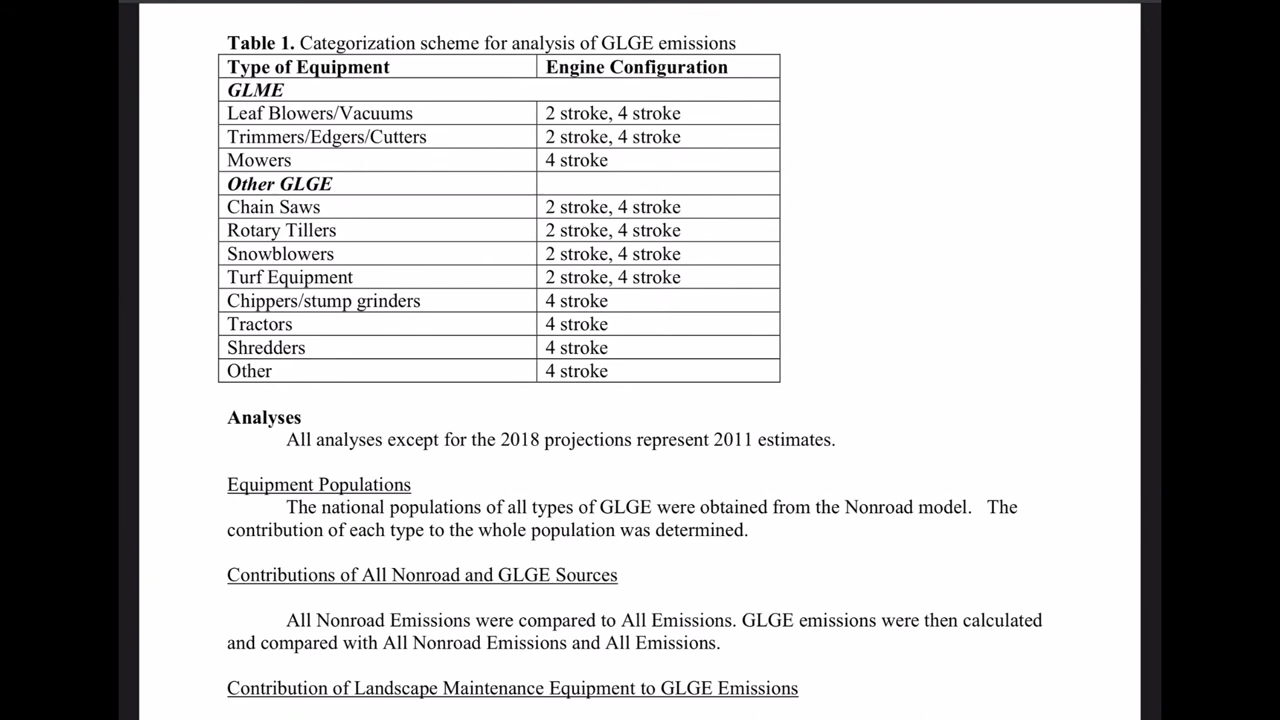 Table 1. Categorization scheme for analysis of GLGE emissions
Type of Equipment Engine Configuration
GLME
Leaf Blowers/Vacuums 2 stroke, 4 stroke
Trimmers/Edgers/Cutters 2 stroke, 4 stroke
Mowers 4 stroke
Other GLGE
Chain Saws 2 stroke, 4 stroke
Rotary Tillers 2 stroke, 4 stroke
Snowblowers 2 stroke, 4 stroke
Turf Equipment 2 stroke, 4 stroke
Chippers/stump grinders 4 stroke
Tractors 4 stroke
Shredders 4 stroke
Other 4 stroke
Analyses
All analyses except for the 2018 projections represent 2011 estimates.
Equipment Populations
The national populations of all types of GLGE were obtained from the Nonroad model. The
contribution of each type to the whole population was determined.
Contributions of All Nonroad and GLGE Sources
All Nonroad Emissions were compared to All Emissions. GLGE emissions were then calculated
and compared with All Nonroad Emissions and All Emissions.
Contribution of Landscape Maintenance Equipment to GLGE Emissions